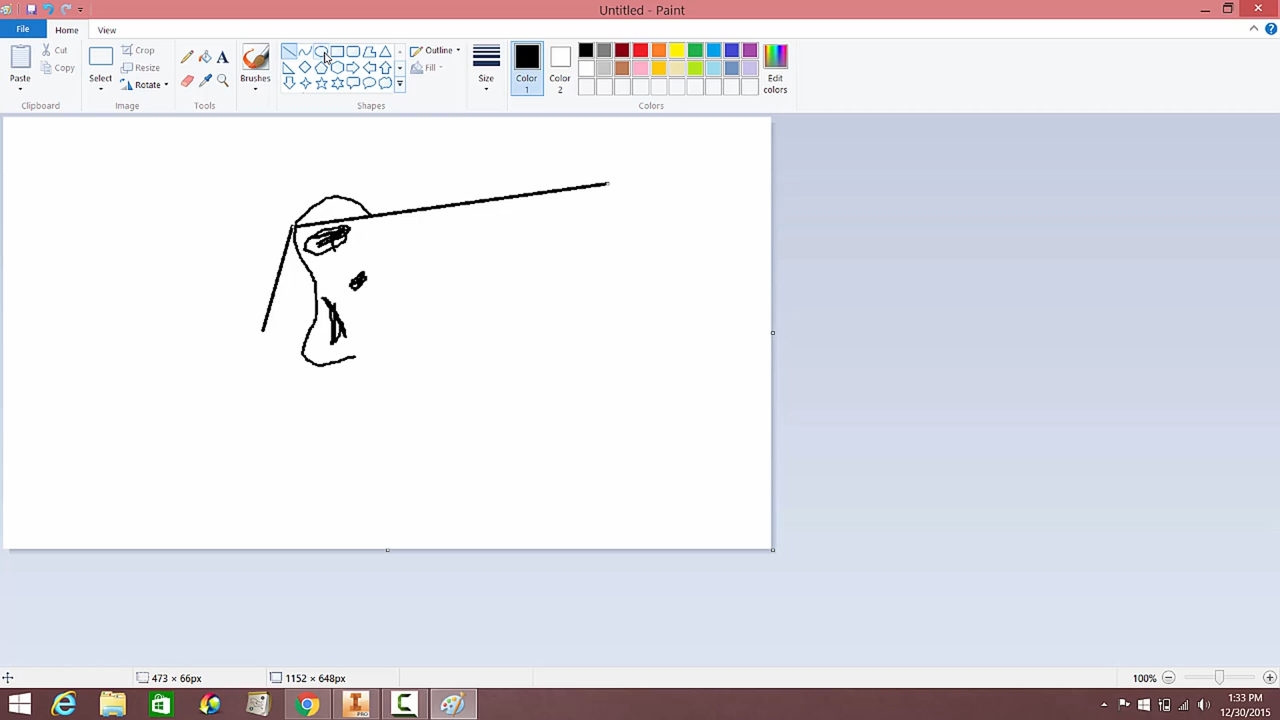 Untitled - Paint
File
Home
View
Paste
Cut
Copy
Clipboard
Select
Crop
Resize
Rotate
Image
A
Tools
Brushes
Shapes
Outline
Fill
Size
Color
1
Color
2
Edit
colors
Colors
473 × 66px
1152 × 648px
100%
PRO
1:33 PM
12/30/2015